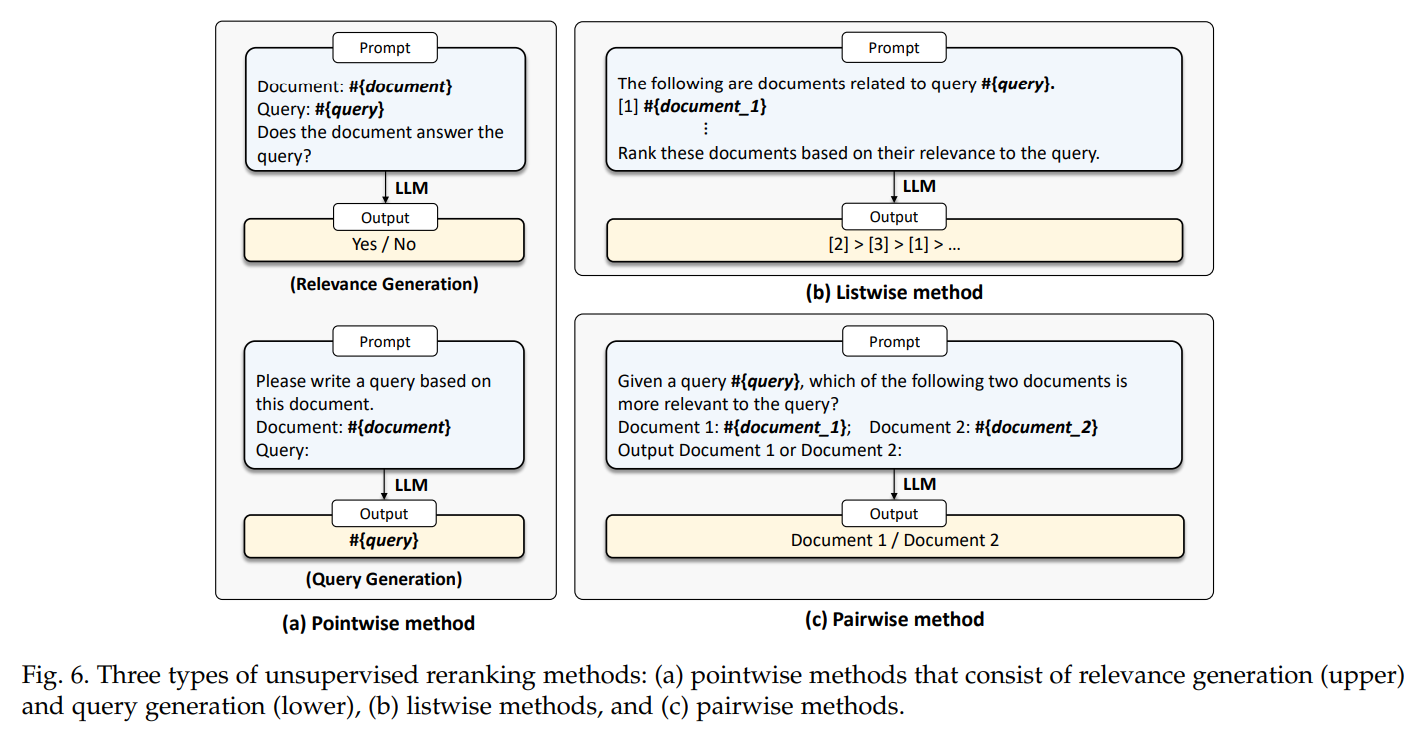 Prompt
Document: #{document}
Query: #{query}
Does the document answer the
query?
LLM
Output
Yes / No
(Relevance Generation)
Prompt
Please write a query based on
this document.
Document: #{document}
Query:
LLM
Output
#{query}
(Query Generation)
(a) Pointwise method
Prompt
The following are documents related to query #{query}.
[1] #{document_1}
⋮
Rank these documents based on their relevance to the query.
LLM
Output
[2] > [3] > [1] > ...
(b) Listwise method
Prompt
Given a query #{query}, which of the following two documents is
more relevant to the query?
Document 1: #{document_1}; Document 2: #{document_2}
Output Document 1 or Document 2:
LLM
Output
Document 1 / Document 2
(c) Pairwise method
Fig. 6. Three types of unsupervised reranking methods: (a) pointwise methods that consist of relevance generation (upper)
and query generation (lower), (b) listwise methods, and (c) pairwise methods.